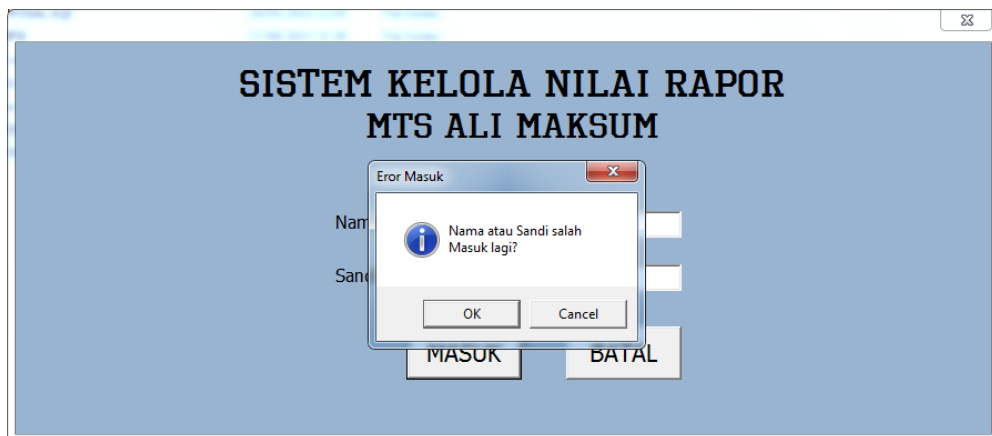 SISTEM KELOLA NILAI RAPOR
MTS ALI MAKSUM
Eror Masuk
Nama atau Sandi salah
Masuk lagi?
OK Cancel
MASUK BATAL